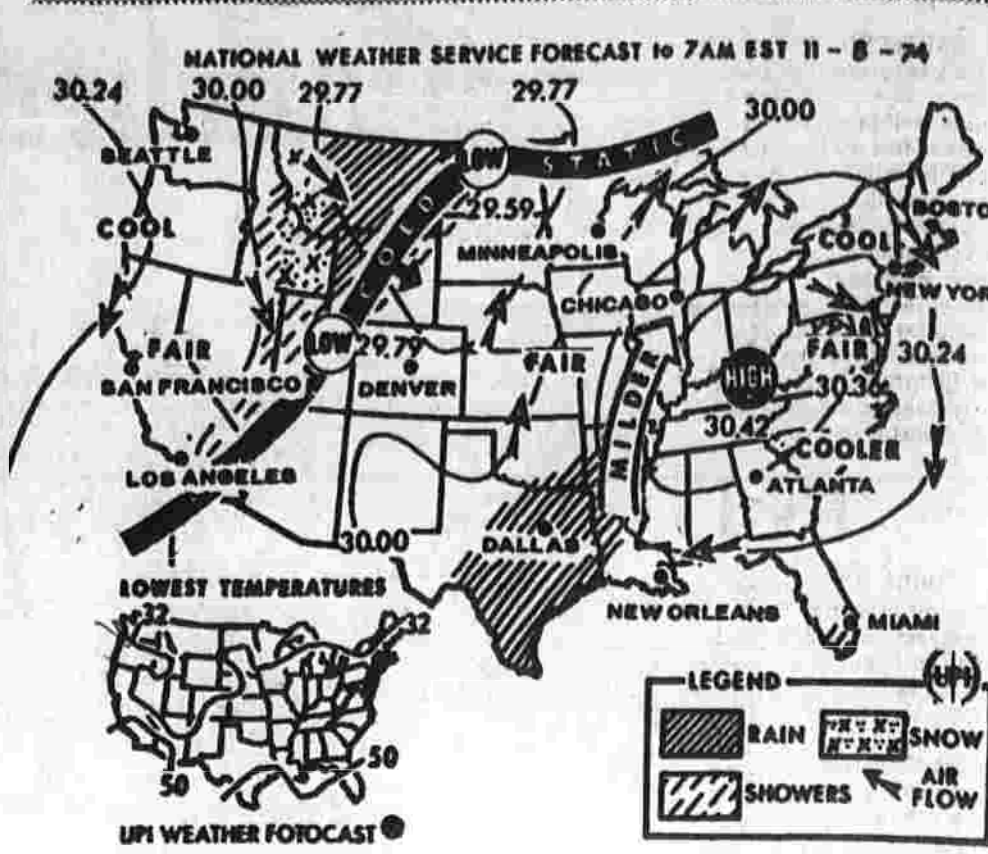 NATIONAL WEATHER SERVICE FORECAST to 7AM EST 11 - 8 - 74
30.24 30.00 29.77 29.77 30.00
SEATTLE
LOW STATIC
COLD
BOSTO
COOL
29.59
MINNEAPOLIS
COOL
CHICAGO
NEW YOR
FAIR
LOW 29.79
FAIR
FAIR
30.24
SAN FRANCISCO
DENVER
MILDER
HIGH
30.36
30.42
COOLER
LOS ANGELES
ATLANTA
30.00
DALLAS
LOWEST TEMPERATURES
NEW ORLEANS
MIAMI
32
32
50
50
UPI WEATHER FOTOCAST
UPI
LEGEND
RAIN
SNOW
SHOWERS
AIR
FLOW